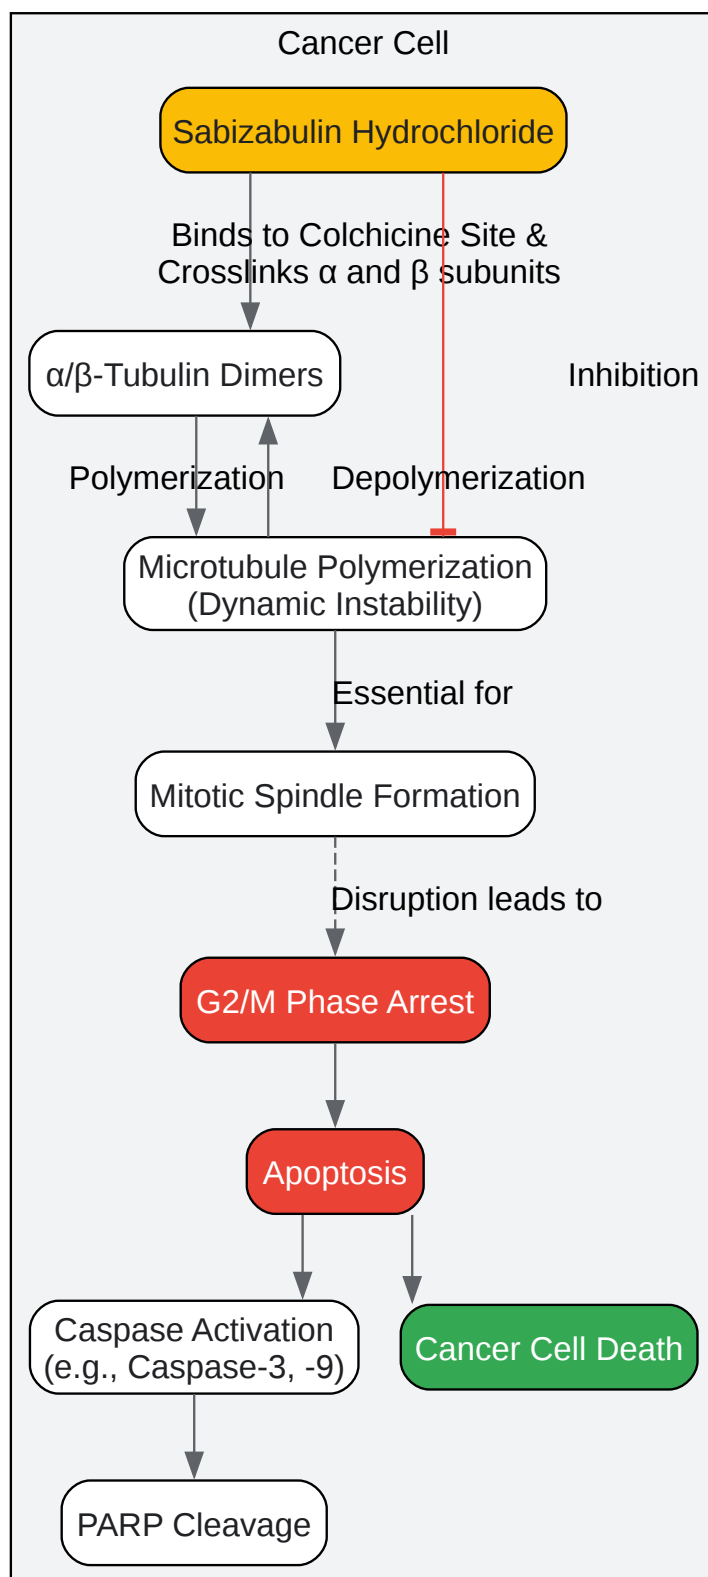 Cancer Cell
Sabizabulin Hydrochloride
Binds to Colchicine Site &
Crosslinks α and β subunits
α/β-Tubulin Dimers
Inhibition
Polymerization
Depolymerization
Microtubule Polymerization
(Dynamic Instability)
Essential for
Mitotic Spindle Formation
Disruption leads to
G2/M Phase Arrest
Apoptosis
Caspase Activation
(e.g., Caspase-3, -9)
Cancer Cell Death
PARP Cleavage